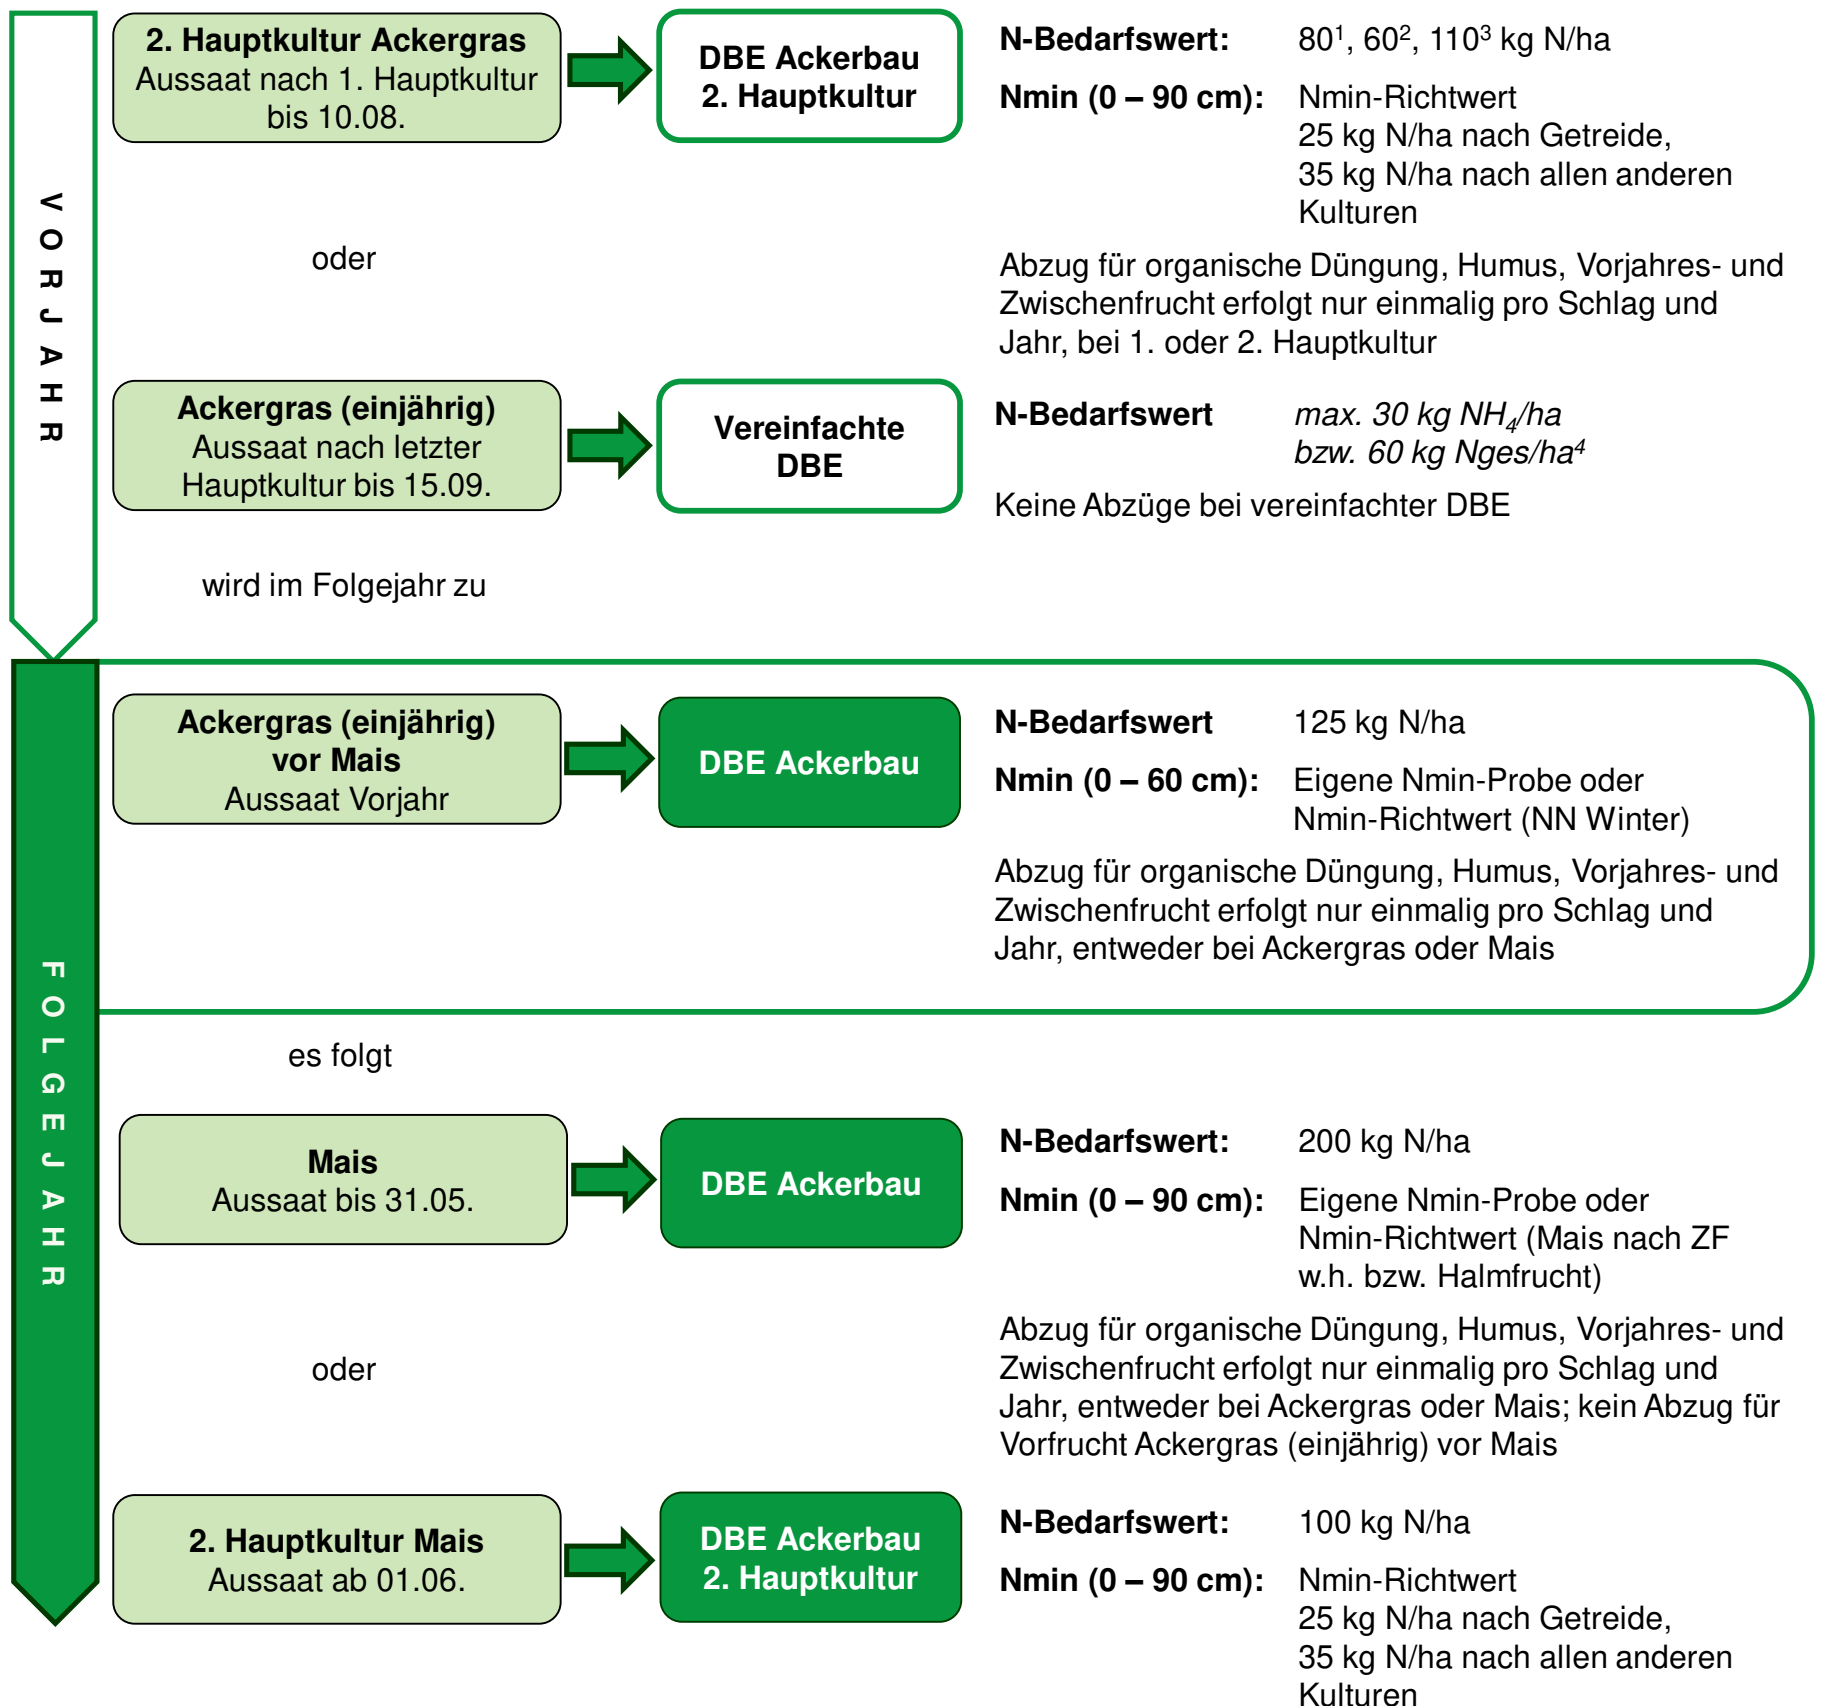 VORJAHR
2. Hauptkultur Ackergras
Aussaat nach 1. Hauptkultur
bis 10.08.
DBE Ackerbau
2. Hauptkultur
N-Bedarfswert: 80¹, 60², 110³ kg N/ha
Nmin (0 – 90 cm): Nmin-Richtwert
25 kg N/ha nach Getreide,
35 kg N/ha nach allen anderen
Kulturen
Abzug für organische Düngung, Humus, Vorjahres- und
Zwischenfrucht erfolgt nur einmalig pro Schlag und
Jahr, bei 1. oder 2. Hauptkultur
oder
Ackergras (einjährig)
Aussaat nach letzter
Hauptkultur bis 15.09.
Vereinfachte
DBE
N-Bedarfswert max. 30 kg NH₄/ha
bzw. 60 kg Nges/ha⁴
Keine Abzüge bei vereinfachter DBE
wird im Folgejahr zu
FOLGEJAHR
Ackergras (einjährig)
vor Mais
Aussaat Vorjahr
DBE Ackerbau
N-Bedarfswert 125 kg N/ha
Nmin (0 – 60 cm): Eigene Nmin-Probe oder
Nmin-Richtwert (NN Winter)
Abzug für organische Düngung, Humus, Vorjahres- und
Zwischenfrucht erfolgt nur einmalig pro Schlag und
Jahr, entweder bei Ackergras oder Mais
es folgt
Mais
Aussaat bis 31.05.
DBE Ackerbau
N-Bedarfswert: 200 kg N/ha
Nmin (0 – 90 cm): Eigene Nmin-Probe oder
Nmin-Richtwert (Mais nach ZF
w.h. bzw. Halmfrucht)
Abzug für organische Düngung, Humus, Vorjahres- und
Zwischenfrucht erfolgt nur einmalig pro Schlag und
Jahr, entweder bei Ackergras oder Mais; kein Abzug für
Vorfrucht Ackergras (einjährig) vor Mais
oder
2. Hauptkultur Mais
Aussaat ab 01.06.
DBE Ackerbau
2. Hauptkultur
N-Bedarfswert: 100 kg N/ha
Nmin (0 – 90 cm): Nmin-Richtwert
25 kg N/ha nach Getreide,
35 kg N/ha nach allen anderen
Kulturen